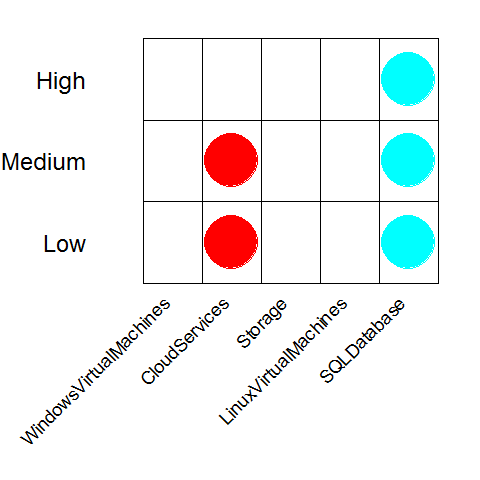 High
Medium
Low
WindowsVirtualMachines
CloudServices
Storage
LinuxVirtualMachines
SQLDatabase